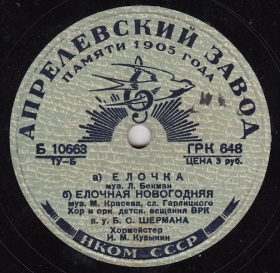 АПРЕЛЕВСКИЙ ЗАВОД
ПАМЯТИ 1905 ГОДА
Б 10663 ГРК 648
ТУ-Б ЦЕНА 3 руб.
а) ЕЛОЧКА
муз. Л. Бекман
б) ЕЛОЧНАЯ НОВОГОДНЯЯ
муз. М. Красева, сл. Гарлицкого
Хор и орк. детск. вещания ВРК
п. у. Б. С. ШЕРМАНА
Хормейстер
И. М. Кувыкин
НКОМ. СССР